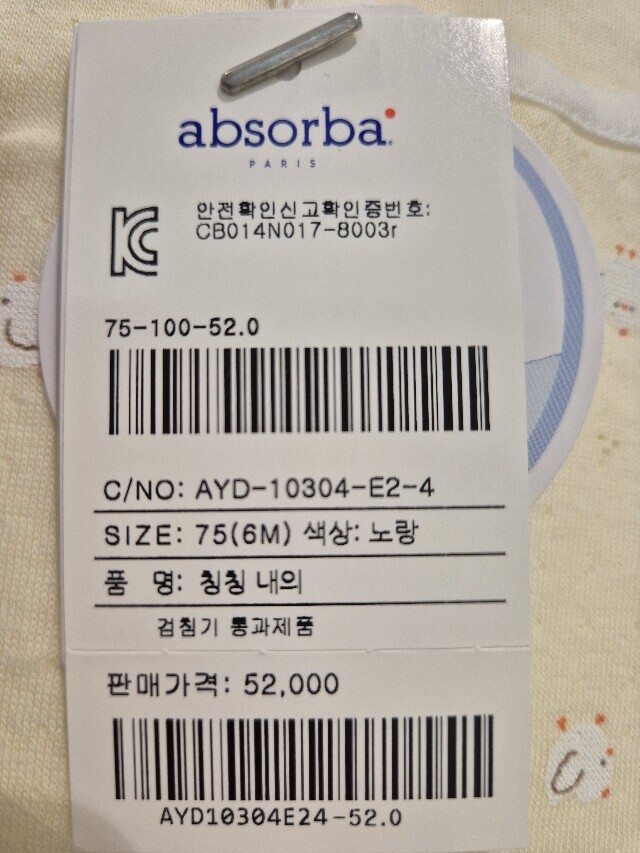 absorba
PARIS
안전확인신고확인증번호:
CB014N017-8003r
75-100-52.0
C/NO: AYD-10304-E2-4
SIZE: 75(6M) 색상: 노랑
품 명: 칭칭 내의
검침기 통과제품
판매가격: 52,000
AYD10304E24-52.0